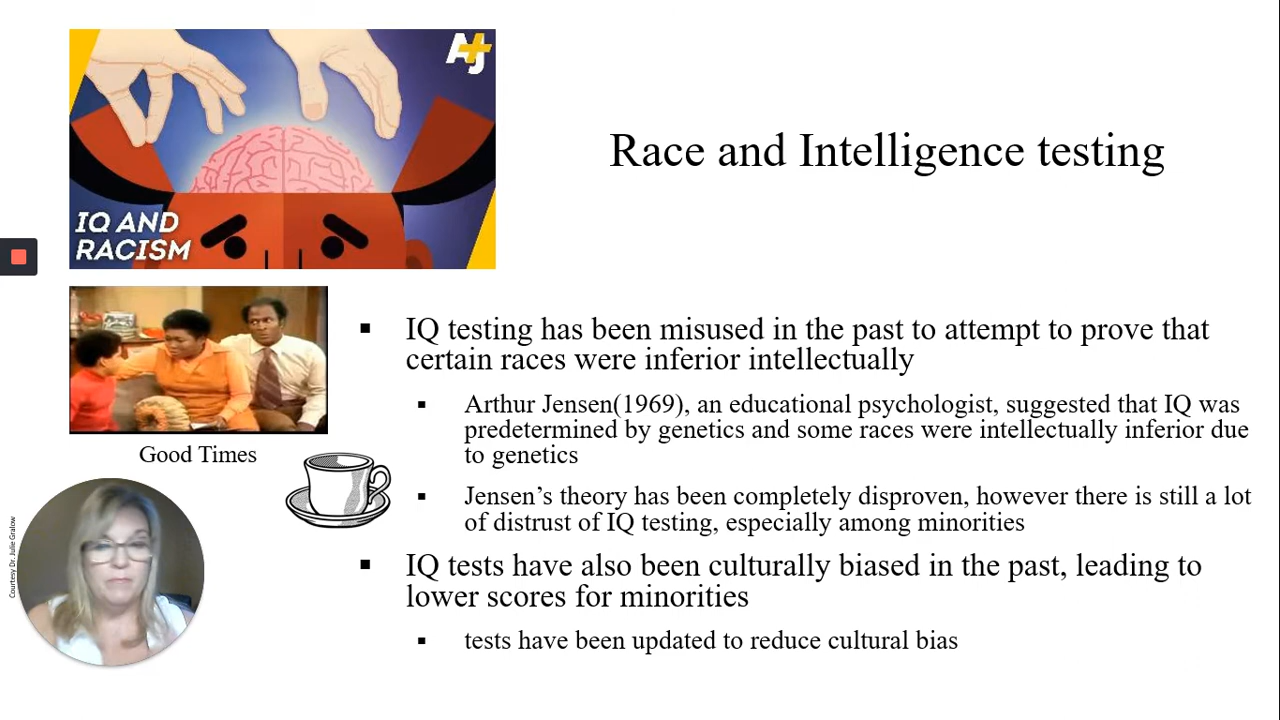 IQ AND
RACISM
Race and Intelligence testing
Good Times
Courtesy Dr. Julie Gralow
▪ IQ testing has been misused in the past to attempt to prove that
certain races were inferior intellectually
▪ Arthur Jensen(1969), an educational psychologist, suggested that IQ was
predetermined by genetics and some races were intellectually inferior due
to genetics
▪ Jensen’s theory has been completely disproven, however there is still a lot
of distrust of IQ testing, especially among minorities
▪ IQ tests have also been culturally biased in the past, leading to
lower scores for minorities
▪ tests have been updated to reduce cultural bias